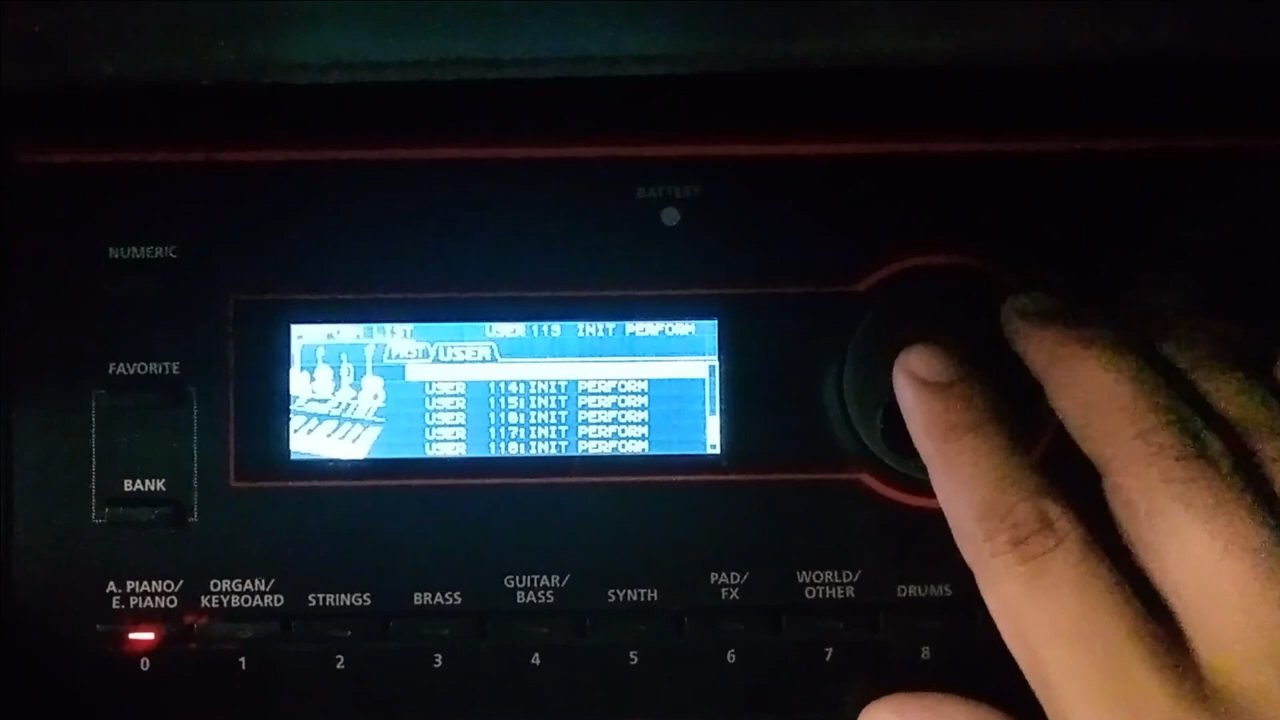 BATTERY
NUMERIC
USER 113 INIT PERFORM
PRST USER
FAVORITE
USER 114:INIT PERFORM
USER 115:INIT PERFORM
USER 116:INIT PERFORM
USER 117:INIT PERFORM
USER 118:INIT PERFORM
BANK
A. PIANO/
E. PIANO
ORGAN/
KEYBOARD
STRINGS
BRASS
GUITAR/
BASS
SYNTH
PAD/
FX
WORLD/
OTHER
DRUMS
0 1 2 3 4 5 6 7 8